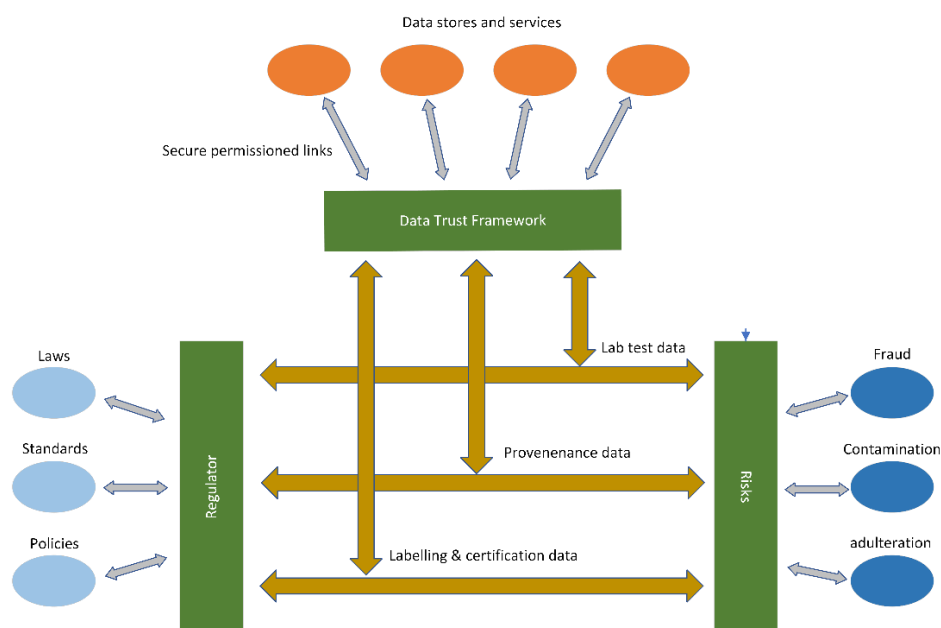 Data stores and services
Secure permissioned links
Data Trust Framework
Lab test data
Laws
Fraud
Standards
Provenenance data
Contamination
Regulator
Risks
Policies
Labelling & certification data
adulteration